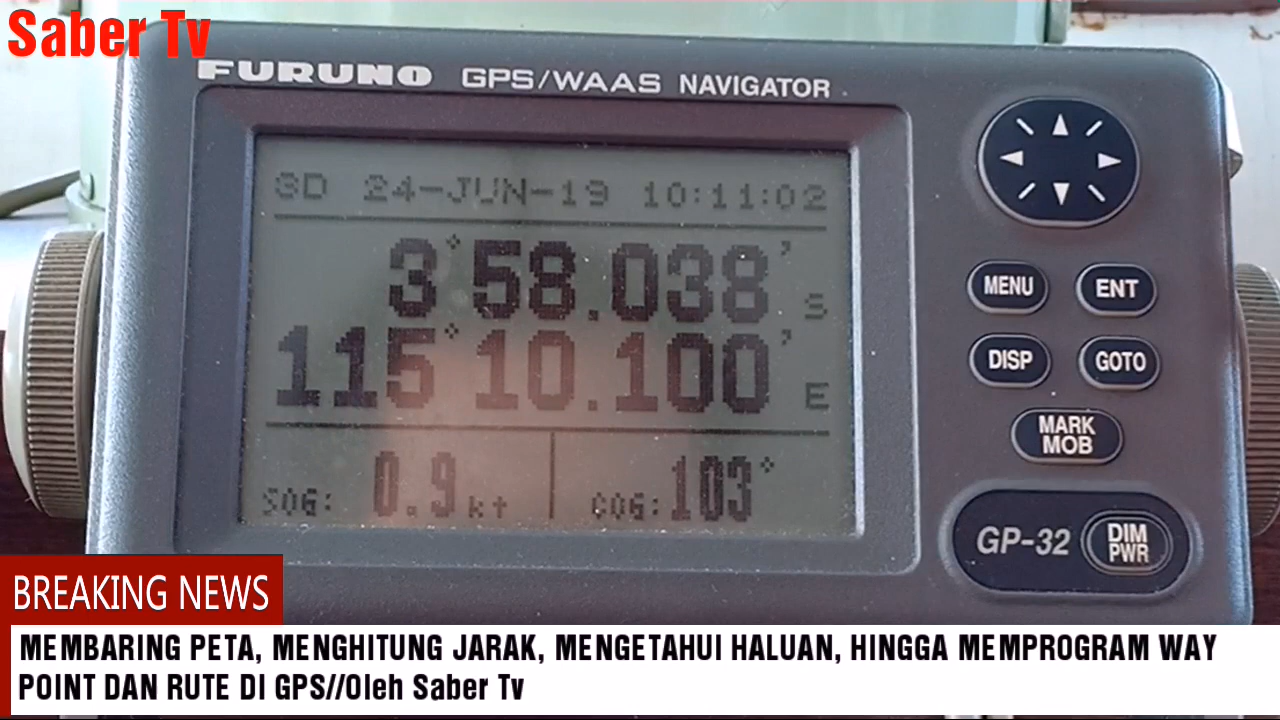 Saber Tv
FURUNO GPS/WAAS NAVIGATOR
3D 24-JUN-19 10:11:02
3°58.038' S
115°10.100' E
SOG: 0.9kt COG: 103°
MENU ENT
DISP GOTO
MARK
MOB
GP-32 DIM
PWR
BREAKING NEWS
MEMBARING PETA, MENGHITUNG JARAK, MENGETAHUI HALUAN, HINGGA MEMPROGRAM WAY
POINT DAN RUTE DI GPS//Oleh Saber Tv